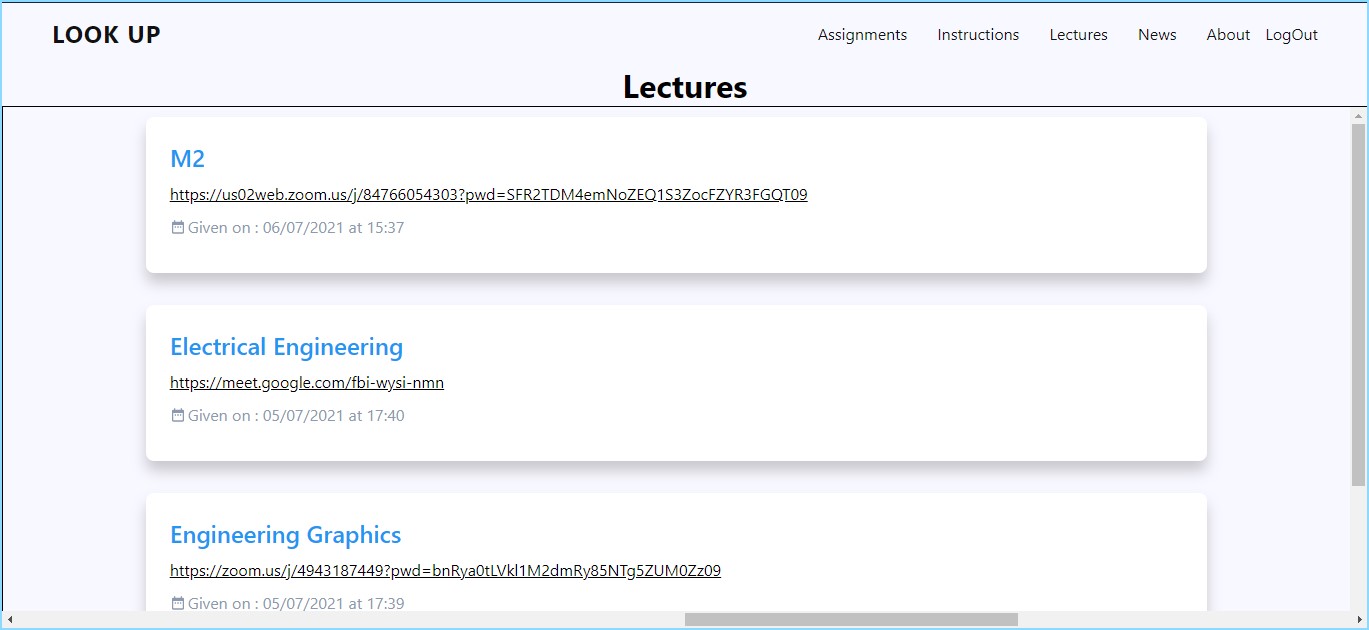 LOOK UP
Assignments Instructions Lectures News About LogOut
Lectures
M2
https://us02web.zoom.us/j/84766054303?pwd=SFR2TDM4emNoZEQ1S3ZocFZYR3FGQT09
Given on : 06/07/2021 at 15:37
Electrical Engineering
https://meet.google.com/fbi-wysi-nmn
Given on : 05/07/2021 at 17:40
Engineering Graphics
https://zoom.us/j/4943187449?pwd=bnRya0tLVkl1M2dmRy85NTg5ZUM0Zz09
Given on : 05/07/2021 at 17:39